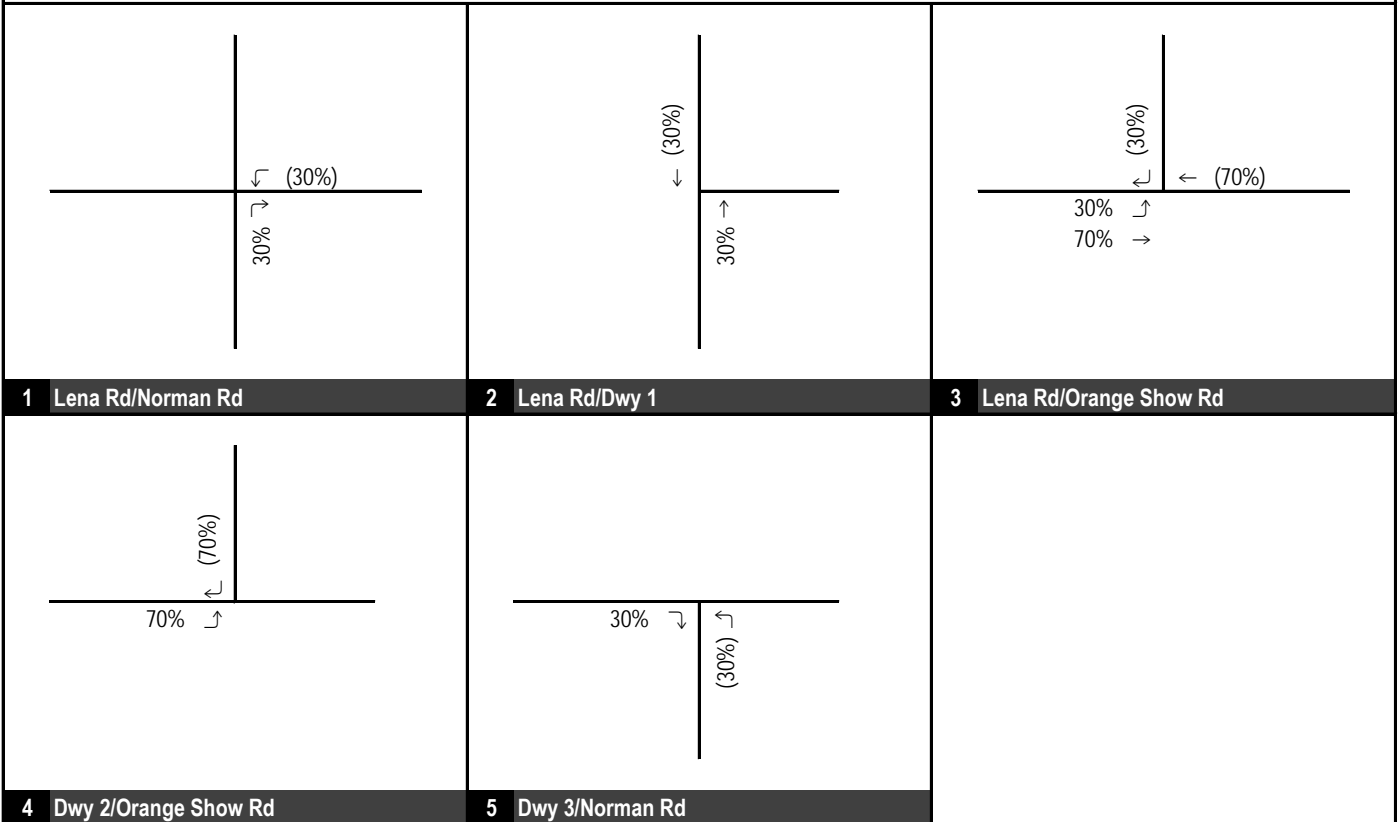 (30%)
30%
1 Lena Rd/Norman Rd
(30%)
30%
2 Lena Rd/Dwy 1
(30%)
(70%)
30%
70%
3 Lena Rd/Orange Show Rd
(70%)
70%
4 Dwy 2/Orange Show Rd
30%
(30%)
5 Dwy 3/Norman Rd